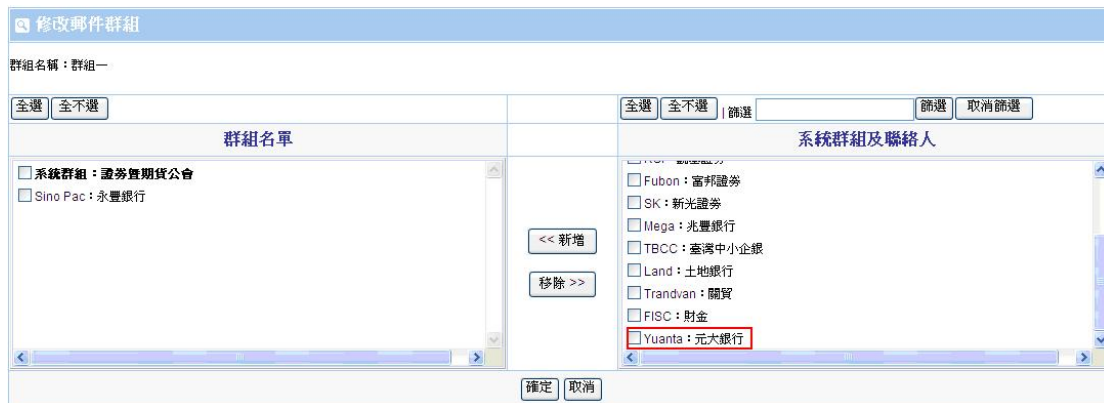 修改郵件群組
群組名稱：群組一
全選 全不選
全選 全不選 | 篩選 篩選 取消篩選
群組名單
系統群組及聯絡人
系統群組：證券暨期貨公會
Sino Pac：永豐銀行
<< 新增
移除 >>
Fubon：富邦證券
SK：新光證券
Mega：兆豐銀行
TBCC：臺灣中小企銀
Land：土地銀行
Trandvan：關貿
FISC：財金
Yuanta：元大銀行
確定 取消